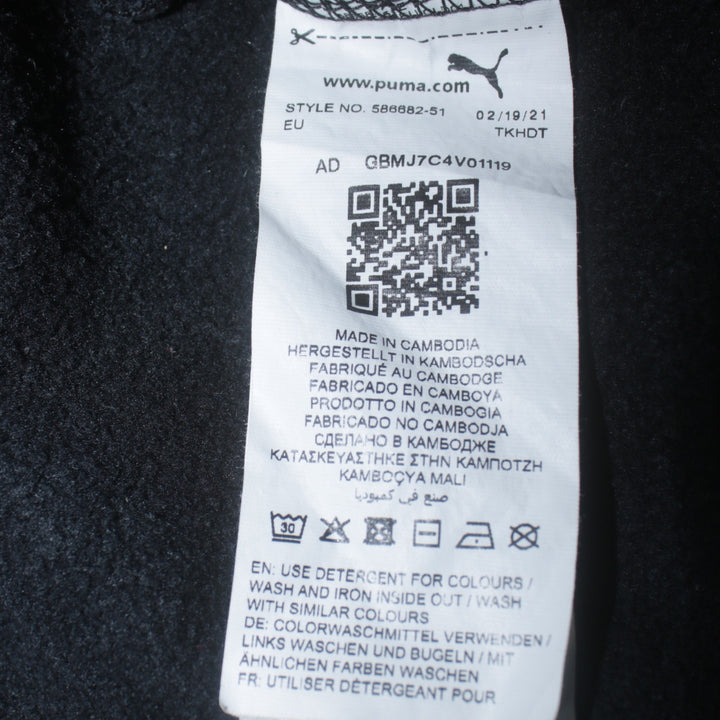 www.puma.com
STYLE NO. 586682-51 02/19/21
EU TKHDT
AD GBMJ7C4V01119
MADE IN CAMBODIA
HERGESTELLT IN KAMBODSCHA
FABRIQUÉ AU CAMBODGE
FABRICADO EN CAMBOYA
PRODOTTO IN CAMBOGIA
FABRICADO NO CAMBODJA
СДЕЛАНО В КАМБОДЖЕ
ΚΑΤΑΣΚΕΥΑΣΤΗΚΕ ΣΤΗΝ ΚΑΜΠΟΤΖΗ
KAMBOÇYA MALI
صنع في كمبوديا
30
EN: USE DETERGENT FOR COLOURS /
WASH AND IRON INSIDE OUT / WASH
WITH SIMILAR COLOURS
DE: COLORWASCHMITTEL VERWENDEN /
LINKS WASCHEN UND BUGELN / MIT
ÄHNLICHEN FARBEN WASCHEN
FR: UTILISER DÉTERGEANT POUR